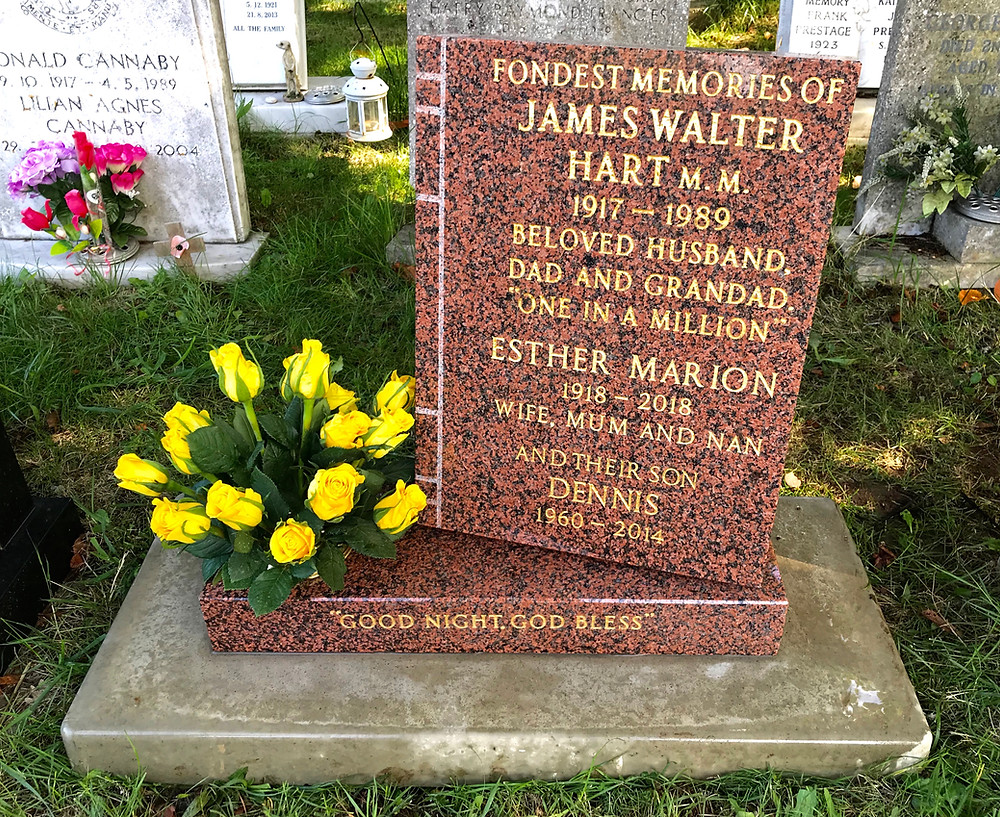 FONDEST MEMORIES OF
JAMES WALTER
HART M.M.
1917 – 1989
BELOVED HUSBAND,
DAD AND GRANDAD,
"ONE IN A MILLION"
ESTHER MARION
1918 – 2018
WIFE, MUM AND NAN
AND THEIR SON
DENNIS
1960 – 2014
"GOOD NIGHT, GOD BLESS"
CANNABY
10. 1917 – 4. 5. 1989
LILIAN AGNES
CANNABY
2004
5.12.1921
21.8.2013
ALL THE FAMILY
MEMORY
FRANK
PRESTAGE
1923